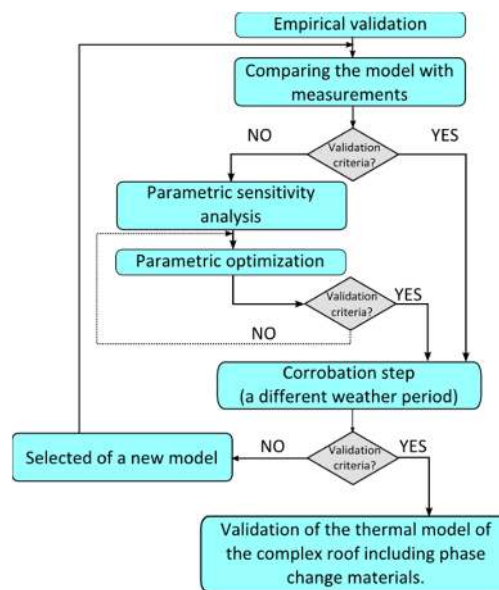 Empirical validation
Comparing the model with
measurements
NO
YES
Validation
criteria?
Parametric sensitivity
analysis
Parametric optimization
Validation
criteria?
YES
NO
Corrobation step
(a different weather period)
NO
YES
Validation
criteria?
Selected of a new model
Validation of the thermal model of
the complex roof including phase
change materials.